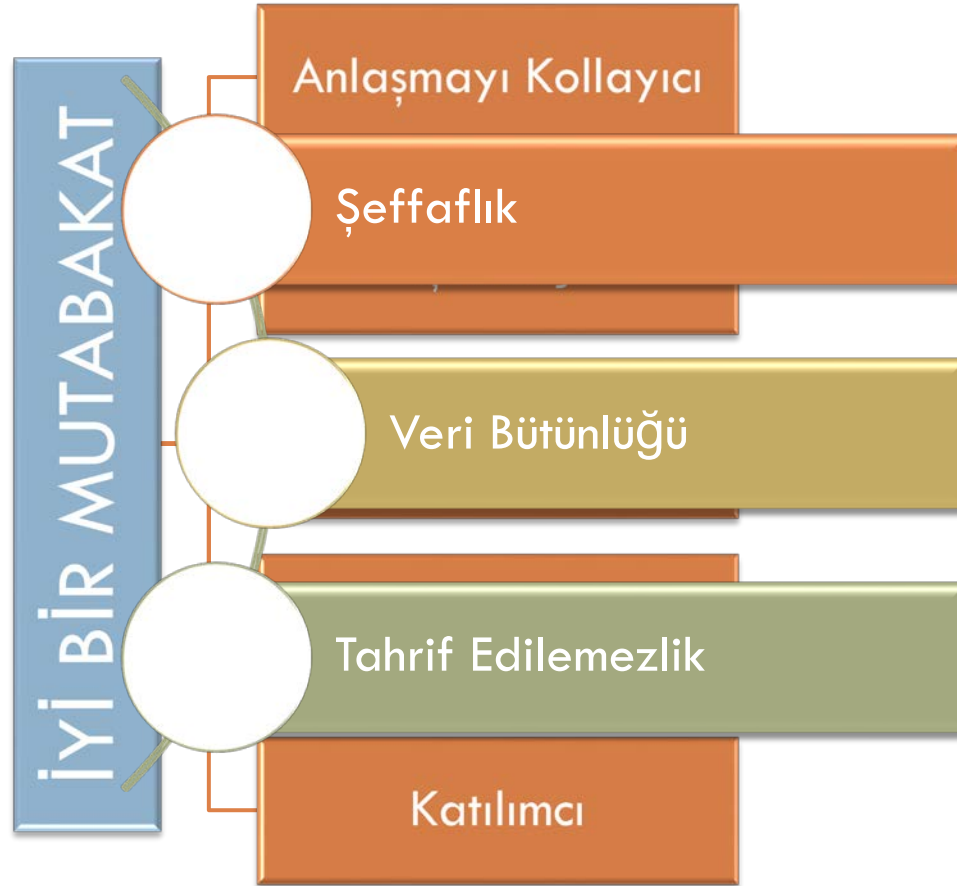 İYİ BİR MUTABAKAT
Anlaşmayı Kollayıcı
Şeffaflık
Veri Bütünlüğü
Tahrif Edilemezlik
Katılımcı